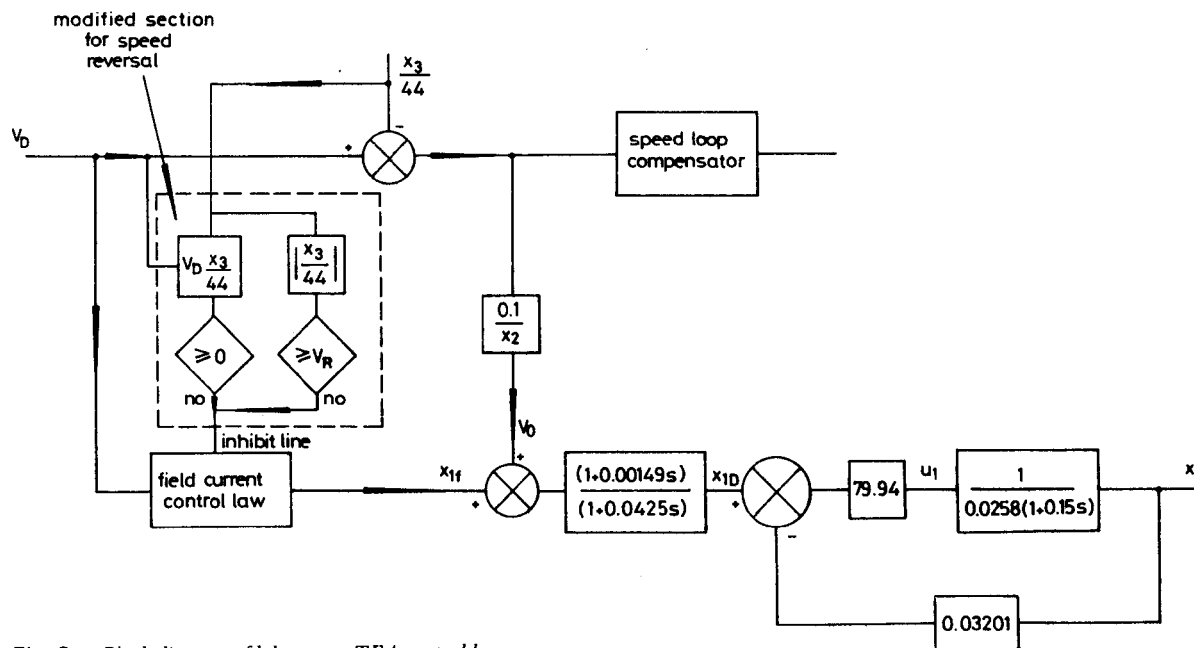 modified section
for speed
reversal
x3
44
VD
+
-
speed loop
compensator
VD x3
44
|x3
44|
≥0
≥VR
no
no
inhibit line
0.1
x2
V0
field current
control law
x1f
+
+
(1+0.00149s)
(1+0.0425s)
x1D
+
-
79.94
u1
1
0.0258(1+0.15s)
x
0.03201